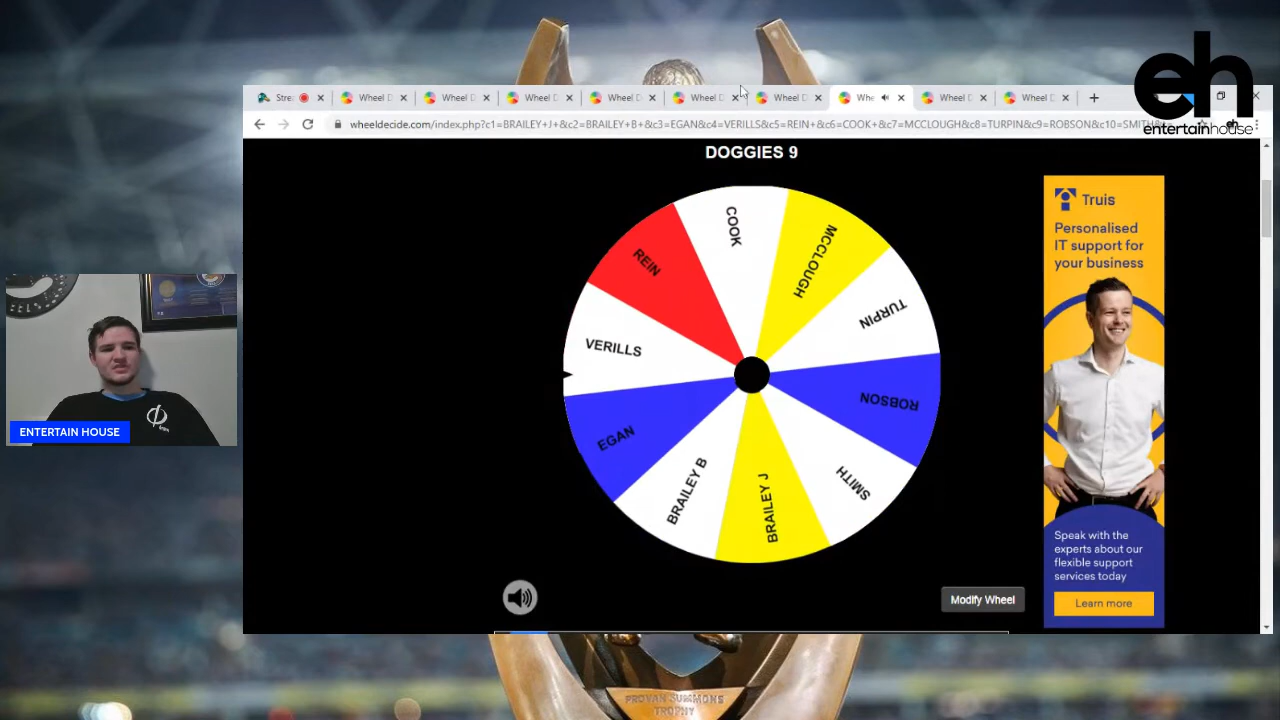 eh
entertainhouse
Stre
Wheel D
Wheel D
Wheel D
Wheel D
Wheel D
Wheel D
Whe
Wheel D
Wheel D
wheeldecide.com/index.php?c1=BRAILEY+J+&c2=BRAILEY+B+&c3=EGAN&c4=VERILLS&c5=REIN+&c6=COOK+&c7=MCCLOUGH&c8=TURPIN&c9=ROBSON&c10=SMITH
DOGGIES 9
COOK
MCCLOUGH
REIN
TURPIN
VERILLS
ROBSON
EGAN
SMITH
BRAILEY B
BRAILEY J
Modify Wheel
Truis
Personalised
IT support for
your business
Speak with the
experts about our
flexible support
services today
Learn more
ENTERTAIN HOUSE
PROVAN SUMMONS
TROPHY